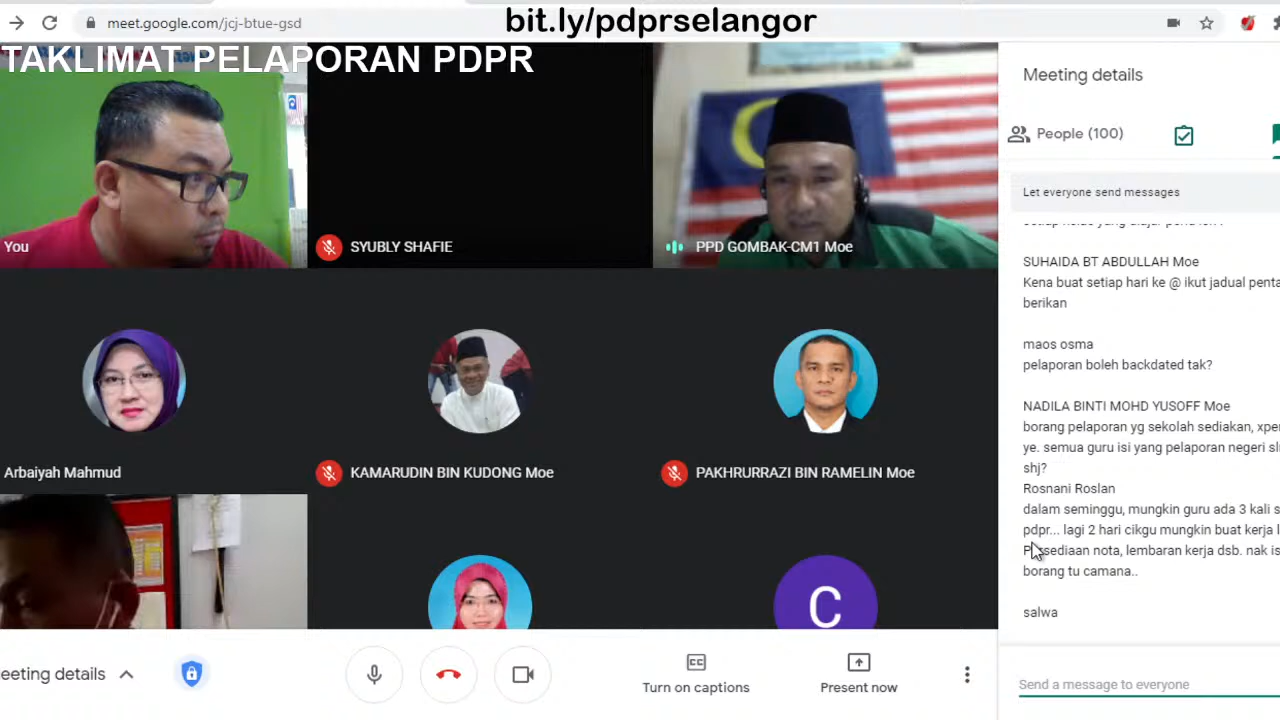 meet.google.com/jcj-btue-gsd
bit.ly/pdprselangor
TAKLIMAT PELAPORAN PDPR
You
SYUBLY SHAFIE
PPD GOMBAK-CM1 Moe
Arbaiyah Mahmud
KAMARUDIN BIN KUDONG Moe
PAKHRURRAZI BIN RAMELIN Moe
C
Meeting details
People (100)
Let everyone send messages
SUHAIDA BT ABDULLAH Moe
Kena buat setiap hari ke @ ikut jadual penta
berikan
maos osma
pelaporan boleh backdated tak?
NADILA BINTI MOHD YUSOFF Moe
borang pelaporan yg sekolah sediakan, xper
ye. semua guru isi yang pelaporan negeri sl
shj?
Rosnani Roslan
dalam seminggu, mungkin guru ada 3 kali s
pdpr... lagi 2 hari cikgu mungkin buat kerja l
nota, lembaran kerja dsb. nak is
borang tu camana..
salwa
Send a message to everyone
eeting details
Turn on captions
Present now